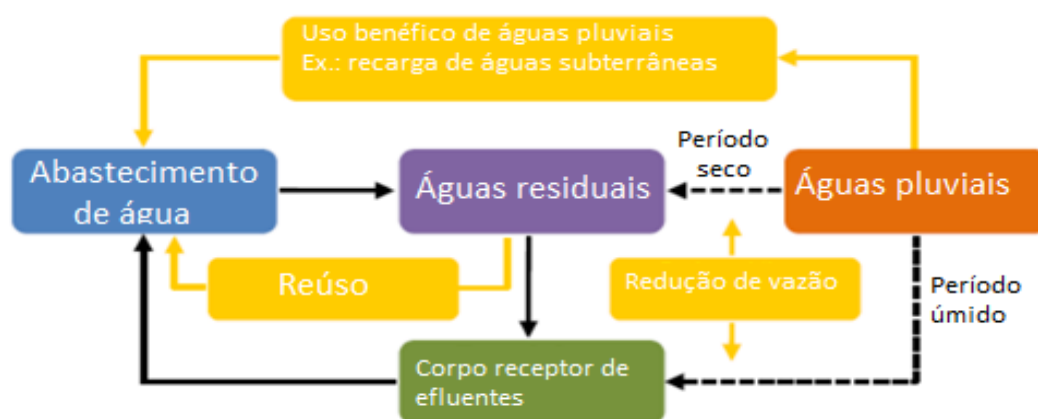 Uso benéfico de águas pluviais
Ex.: recarga de águas subterrâneas
Abastecimento
de água
Águas residuais
Período
seco
Águas pluviais
Reúso
Redução de vazão
Período
úmido
Corpo receptor de
efluentes